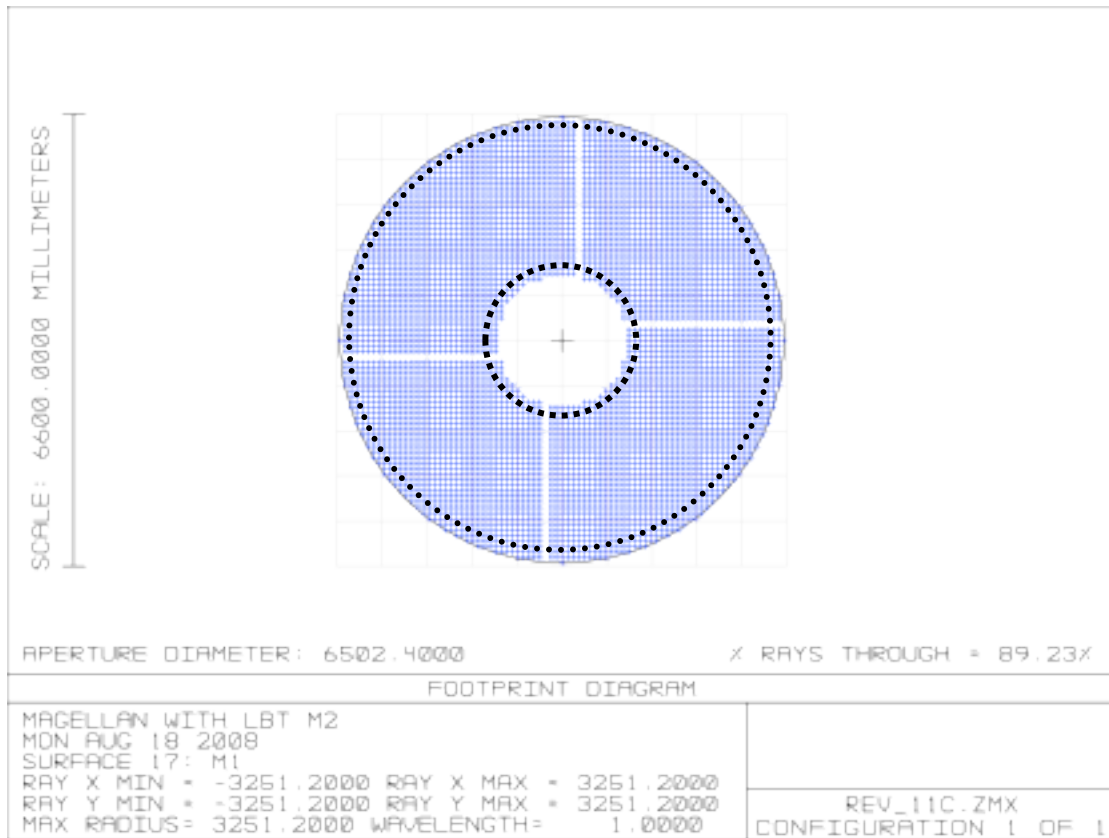 SCALE: 6600.0000 MILLIMETERS
APERTURE DIAMETER: 6502.4000
% RAYS THROUGH = 89.23%
FOOTPRINT DIAGRAM
MAGELLAN WITH LBT M2
MON AUG 18 2008
SURFACE 17: M1
RAY X MIN = -3251.2000 RAY X MAX = 3251.2000
RAY Y MIN = -3251.2000 RAY Y MAX = 3251.2000
MAX RADIUS= 3251.2000 WAVELENGTH= 1.0000
REV_11C.ZMX
CONFIGURATION 1 OF 1